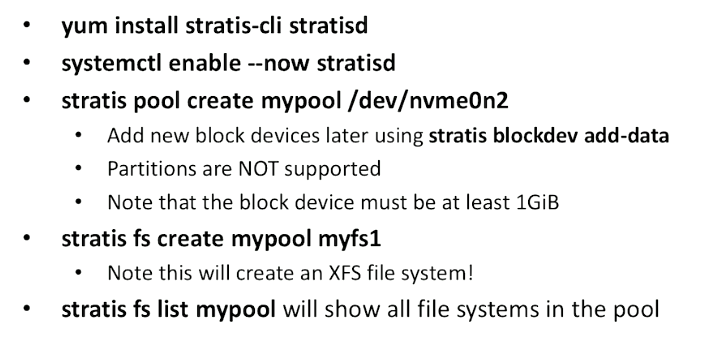 • yum install stratis-cli stratisd
• systemctl enable --now stratisd
• stratis pool create mypool /dev/nvme0n2
• Add new block devices later using stratis blockdev add-data
• Partitions are NOT supported
• Note that the block device must be at least 1GiB
• stratis fs create mypool myfs1
• Note this will create an XFS file system!
• stratis fs list mypool will show all file systems in the pool